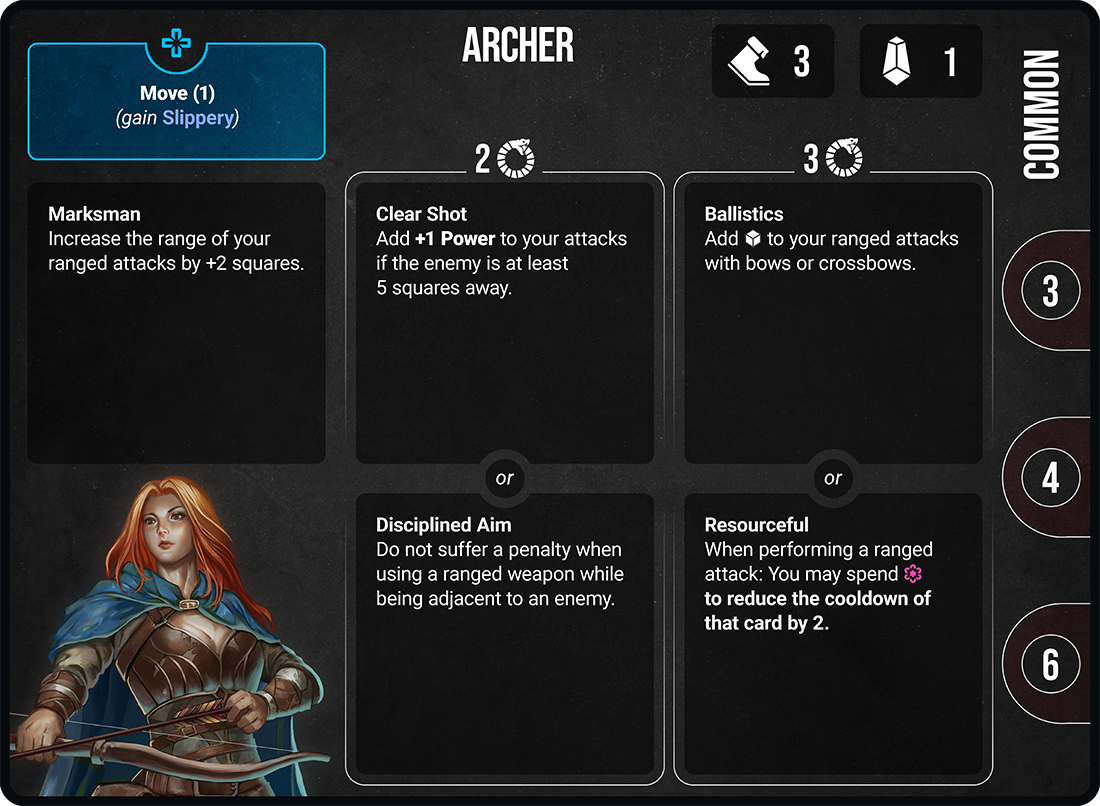 ARCHER
3
1
COMMON
Move (1)
(gain Slippery)
Marksman
Increase the range of your
ranged attacks by +2 squares.
2
Clear Shot
Add +1 Power to your attacks
if the enemy is at least
5 squares away.
or
Disciplined Aim
Do not suffer a penalty when
using a ranged weapon while
being adjacent to an enemy.
3
Ballistics
Add to your ranged attacks
with bows or crossbows.
or
Resourceful
When performing a ranged
attack: You may spend
to reduce the cooldown of
that card by 2.
3
4
6